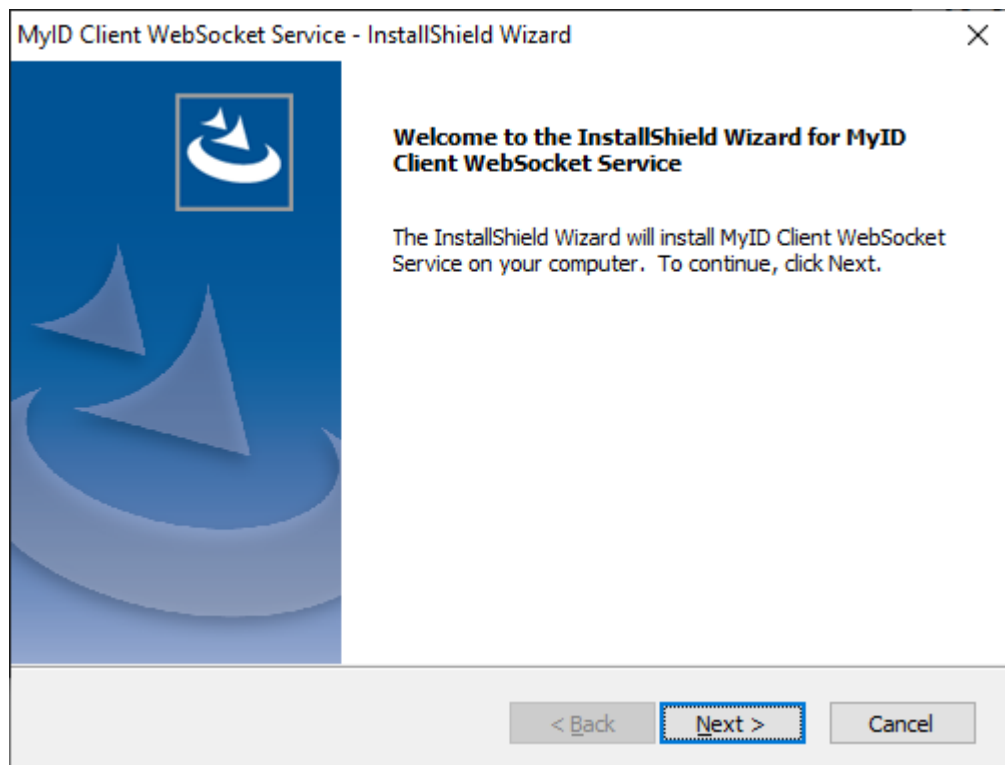 MyID Client WebSocket Service - InstallShield Wizard
Welcome to the InstallShield Wizard for MyID
Client WebSocket Service
The InstallShield Wizard will install MyID Client WebSocket
Service on your computer.  To continue, click Next.
< Back
Next >
Cancel